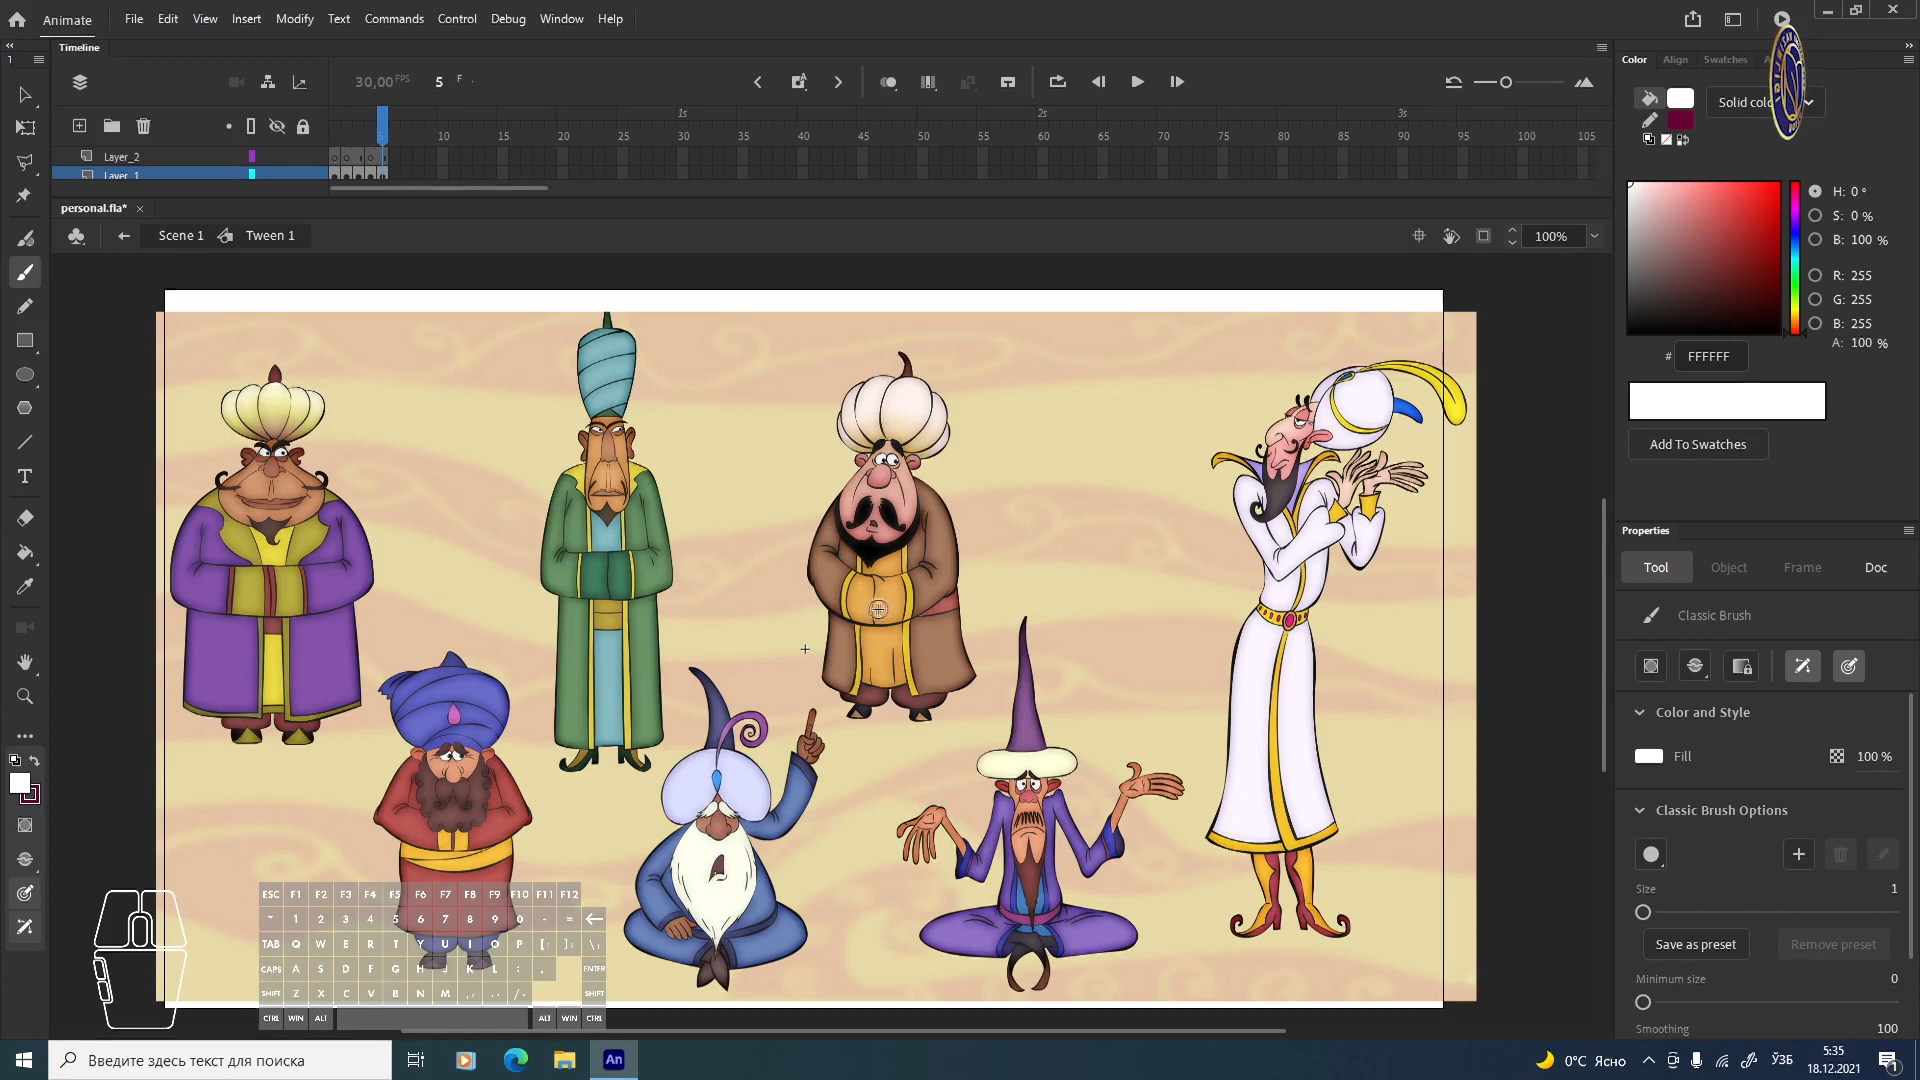 Animate File Edit View Insert Modify Text Commands Control Debug Window Help
Timeline
1
30,00 FPS 5 F
1s 2s 3s
5 10 15 20 25 30 35 40 45 50 55 60 65 70 75 80 85 90 95 100 105
Layer_2
Layer_1
personal.fla*
Scene 1 Tween 1 100%
Color Align Swatches
Solid colo
H: 0 °
S: 0 %
B: 100 %
R: 255
G: 255
B: 255
A: 100 %
# FFFFFF
Add To Swatches
Properties
Tool Object Frame Doc
Classic Brush
Color and Style
Fill 100 %
Classic Brush Options
Size 1
Save as preset Remove preset
Minimum size 0
Smoothing 100
ESC F1 F2 F3 F4 F5 F6 F7 F8 F9 F10 F11 F12
~ 1 2 3 4 5 6 7 8 9 0 - =
TAB Q W E R T Y U I O P [ ] \
CAPS A S D F G H J K L : , ENTER
SHIFT Z X C V B N M , . / SHIFT
CTRL WIN ALT ALT WIN CTRL
Введите здесь текст для поиска
An
0°C Ясно
ЎЗБ
5:35
18.12.2021
1